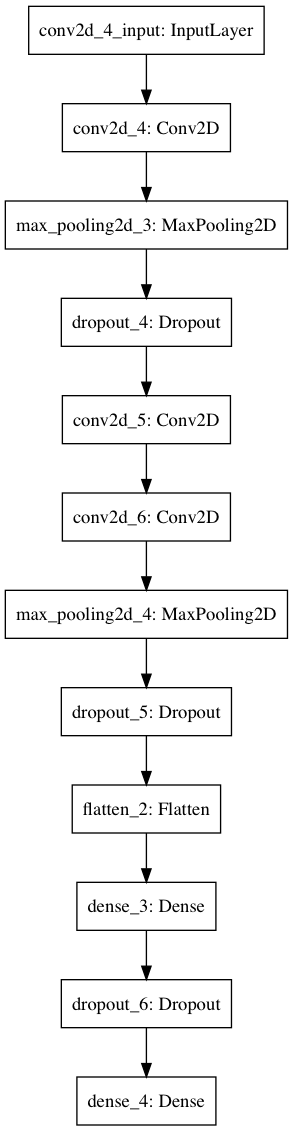 conv2d_4_input: InputLayer
conv2d_4: Conv2D
max_pooling2d_3: MaxPooling2D
dropout_4: Dropout
conv2d_5: Conv2D
conv2d_6: Conv2D
max_pooling2d_4: MaxPooling2D
dropout_5: Dropout
flatten_2: Flatten
dense_3: Dense
dropout_6: Dropout
dense_4: Dense